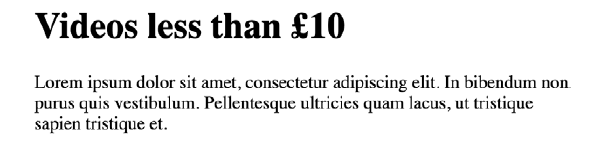 Videos less than £10
Lorem ipsum dolor sit amet, consectetur adipiscing elit. In bibendum non
purus quis vestibulum. Pellentesque ultricies quam lacus, ut tristique
sapien tristique et.